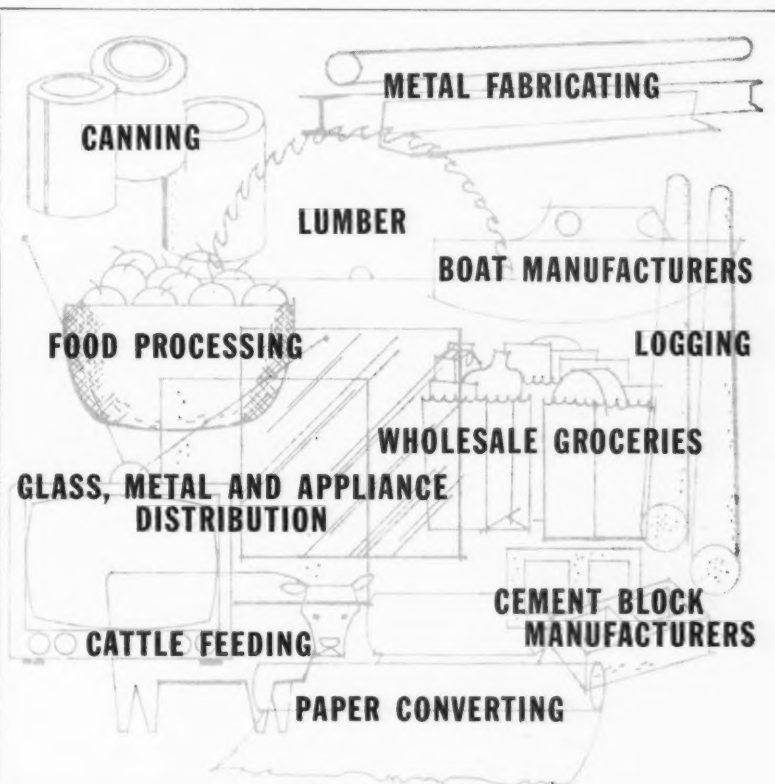 METAL FABRICATING
CANNING
LUMBER
BOAT MANUFACTURERS
FOOD PROCESSING
LOGGING
WHOLESALE GROCERIES
GLASS, METAL AND APPLIANCE
DISTRIBUTION
CEMENT BLOCK
MANUFACTURERS
CATTLE FEEDING
PAPER CONVERTING